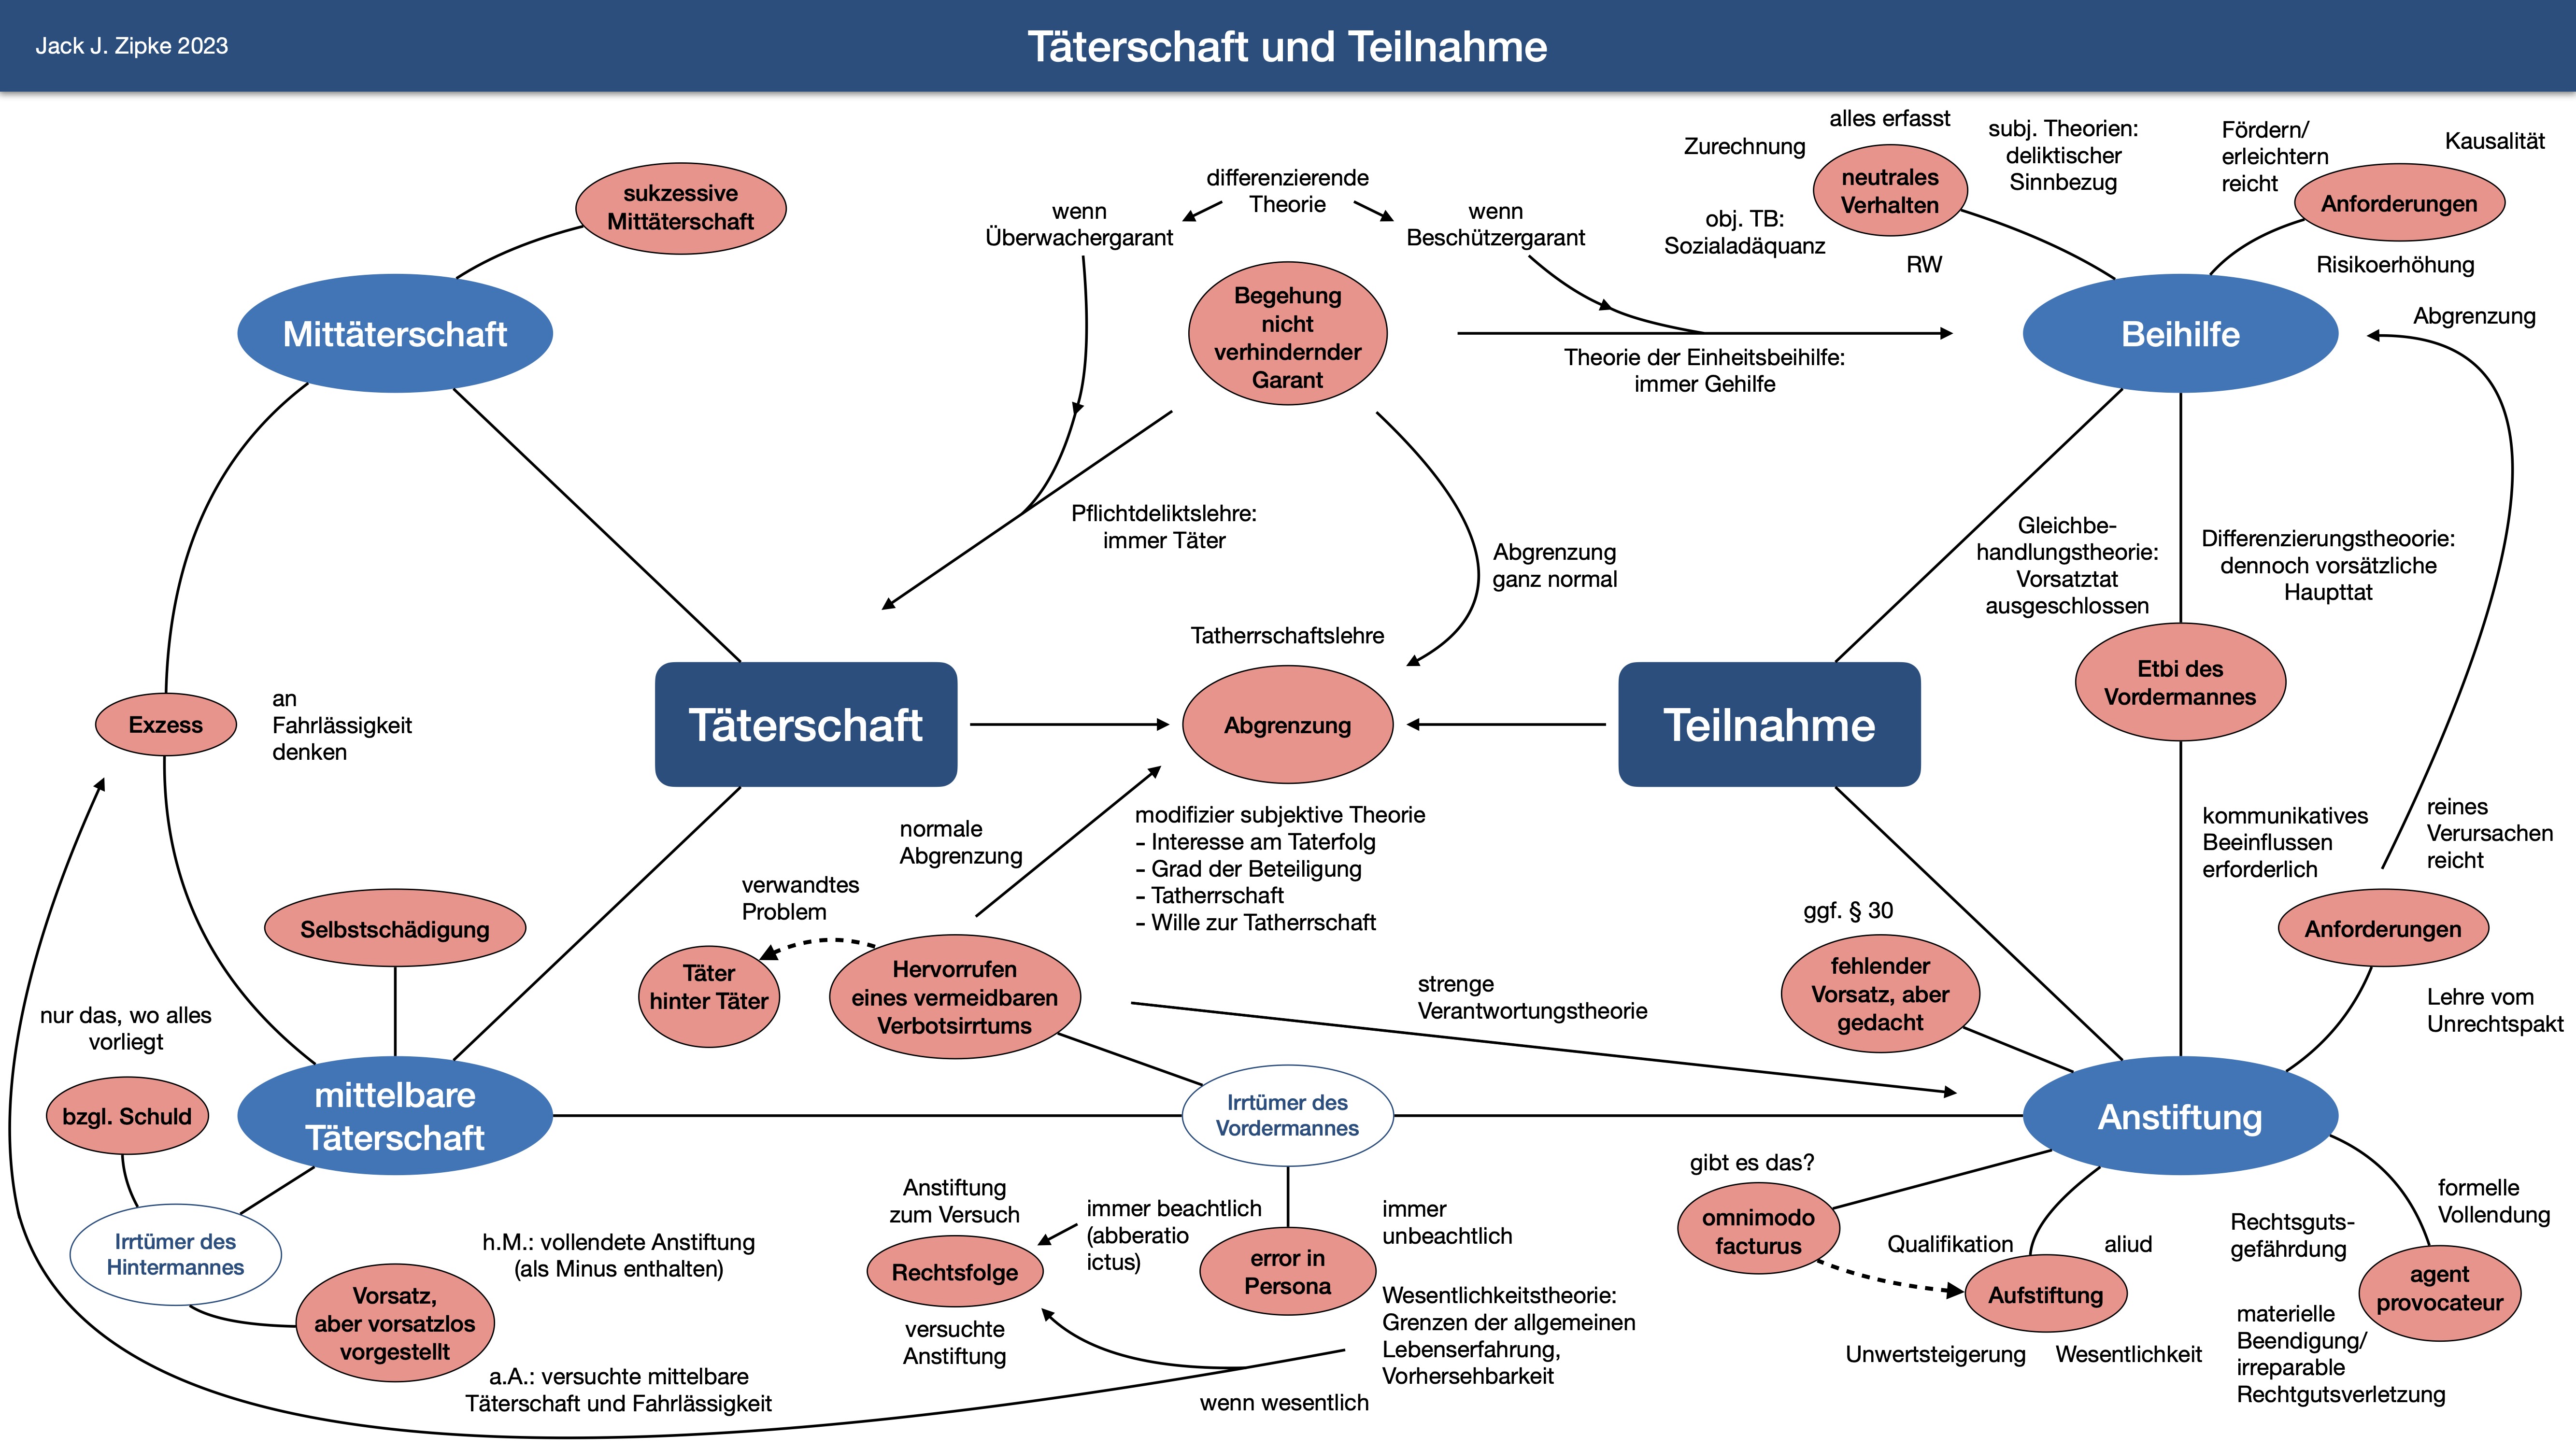 Jack J. Zipke 2023
Täterschaft und Teilnahme
sukzessive
Mittäterschaft
Mittäterschaft
differenzierende
Theorie
wenn
Überwachergarant
wenn
Beschützergarant
Begehung
nicht
verhindernder
Garant
Theorie der Einheitsbeihilfe:
immer Gehilfe
Pflichtdeliktslehre:
immer Täter
Abgrenzung
ganz normal
alles erfasst
Zurechnung
neutrales
Verhalten
subj. Theorien:
deliktischer
Sinnbezug
obj. TB:
Sozialadäquanz
RW
Fördern/
erleichtern
reicht
Kausalität
Anforderungen
Risikoerhöhung
Beihilfe
Abgrenzung
Gleichbe-
handlungstheorie:
Vorsatztat
ausgeschlossen
Differenzierungstheoorie:
dennoch vorsätzliche
Haupttat
Etbi des
Vordermannes
Exzess
an
Fahrlässigkeit
denken
Täterschaft
Tatherrschaftslehre
Abgrenzung
Teilnahme
modifizier subjektive Theorie
- Interesse am Taterfolg
- Grad der Beteiligung
- Tatherrschaft
- Wille zur Tatherrschaft
normale
Abgrenzung
verwandtes
Problem
Täter
hinter Täter
Hervorrufen
eines vermeidbaren
Verbotsirrtums
strenge
Verantwortungstheorie
kommunikatives
Beeinflussen
erforderlich
reines
Verursachen
reicht
Anforderungen
Lehre vom
Unrechtspakt
ggf. § 30
fehlender
Vorsatz, aber
gedacht
Selbstschädigung
nur das, wo alles
vorliegt
bzgl. Schuld
mittelbare
Täterschaft
Irrtümer des
Vordermannes
Anstiftung
Irrtümer des
Hintermannes
h.M.: vollendete Anstiftung
(als Minus enthalten)
Vorsatz,
aber vorsatzlos
vorgestellt
a.A.: versuchte mittelbare
Täterschaft und Fahrlässigkeit
Anstiftung
zum Versuch
immer beachtlich
(abberatio
ictus)
Rechtsfolge
versuchte
Anstiftung
error in
Persona
immer
unbeachtlich
Wesentlichkeitstheorie:
Grenzen der allgemeinen
Lebenserfahrung,
Vorhersehbarkeit
wenn wesentlich
gibt es das?
omnimodo
facturus
Qualifikation
aliud
Aufstiftung
Unwertsteigerung
Wesentlichkeit
Rechtsguts-
gefährdung
formelle
Vollendung
agent
provocateur
materielle
Beendigung/
irreparable
Rechtgutsverletzung